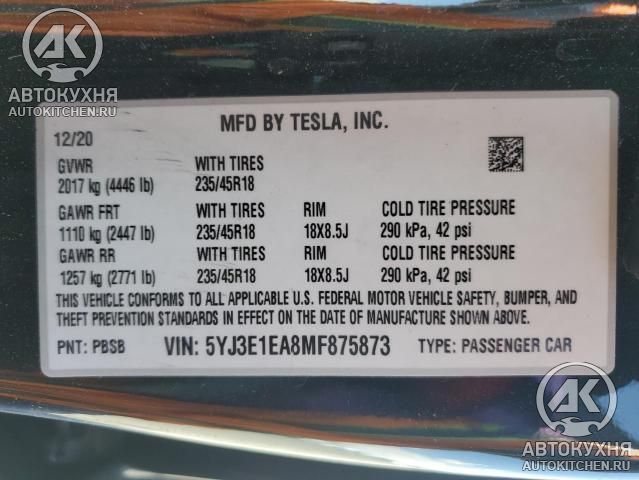 AK
АВТОКУХНЯ
AUTOKITCHEN.RU
MFD BY TESLA, INC.
12/20
GVWR WITH TIRES
2017 kg (4446 lb) 235/45R18
GAWR FRT WITH TIRES RIM COLD TIRE PRESSURE
1110 kg (2447 lb) 235/45R18 18X8.5J 290 kPa, 42 psi
GAWR RR WITH TIRES RIM COLD TIRE PRESSURE
1257 kg (2771 lb) 235/45R18 18X8.5J 290 kPa, 42 psi
THIS VEHICLE CONFORMS TO ALL APPLICABLE U.S. FEDERAL MOTOR VEHICLE SAFETY, BUMPER, AND
THEFT PREVENTION STANDARDS IN EFFECT ON THE DATE OF MANUFACTURE SHOWN ABOVE.
PNT: PBSB VIN: 5YJ3E1EA8MF875873 TYPE: PASSENGER CAR
AK
АВТОКУХНЯ
AUTOKITCHEN.RU